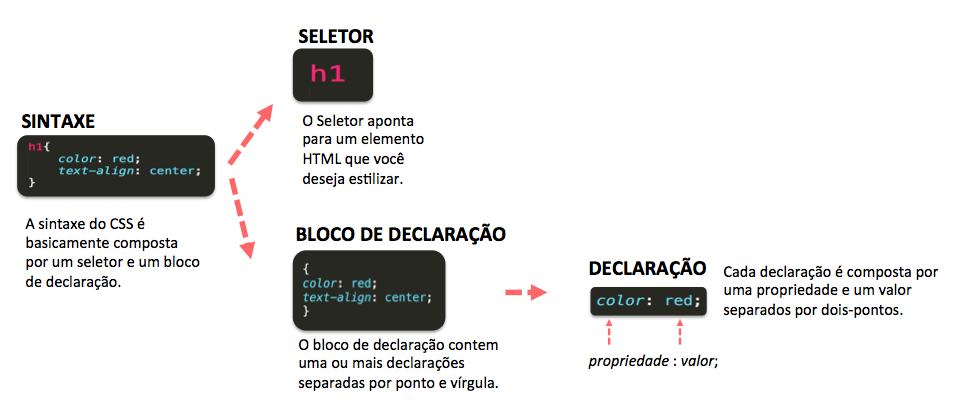 SINTAXE
h1{
color: red;
text-align: center;
}
A sintaxe do CSS é
basicamente composta
por um seletor e um bloco
de declaração.
SELETOR
h1
O Seletor aponta
para um elemento
HTML que você
deseja estilizar.
BLOCO DE DECLARAÇÃO
{
color: red;
text-align: center;
}
O bloco de declaração contem
uma ou mais declarações
separadas por ponto e vírgula.
DECLARAÇÃO
color: red;
propriedade : valor;
Cada declaração é composta por
uma propriedade e um valor
separados por dois-pontos.